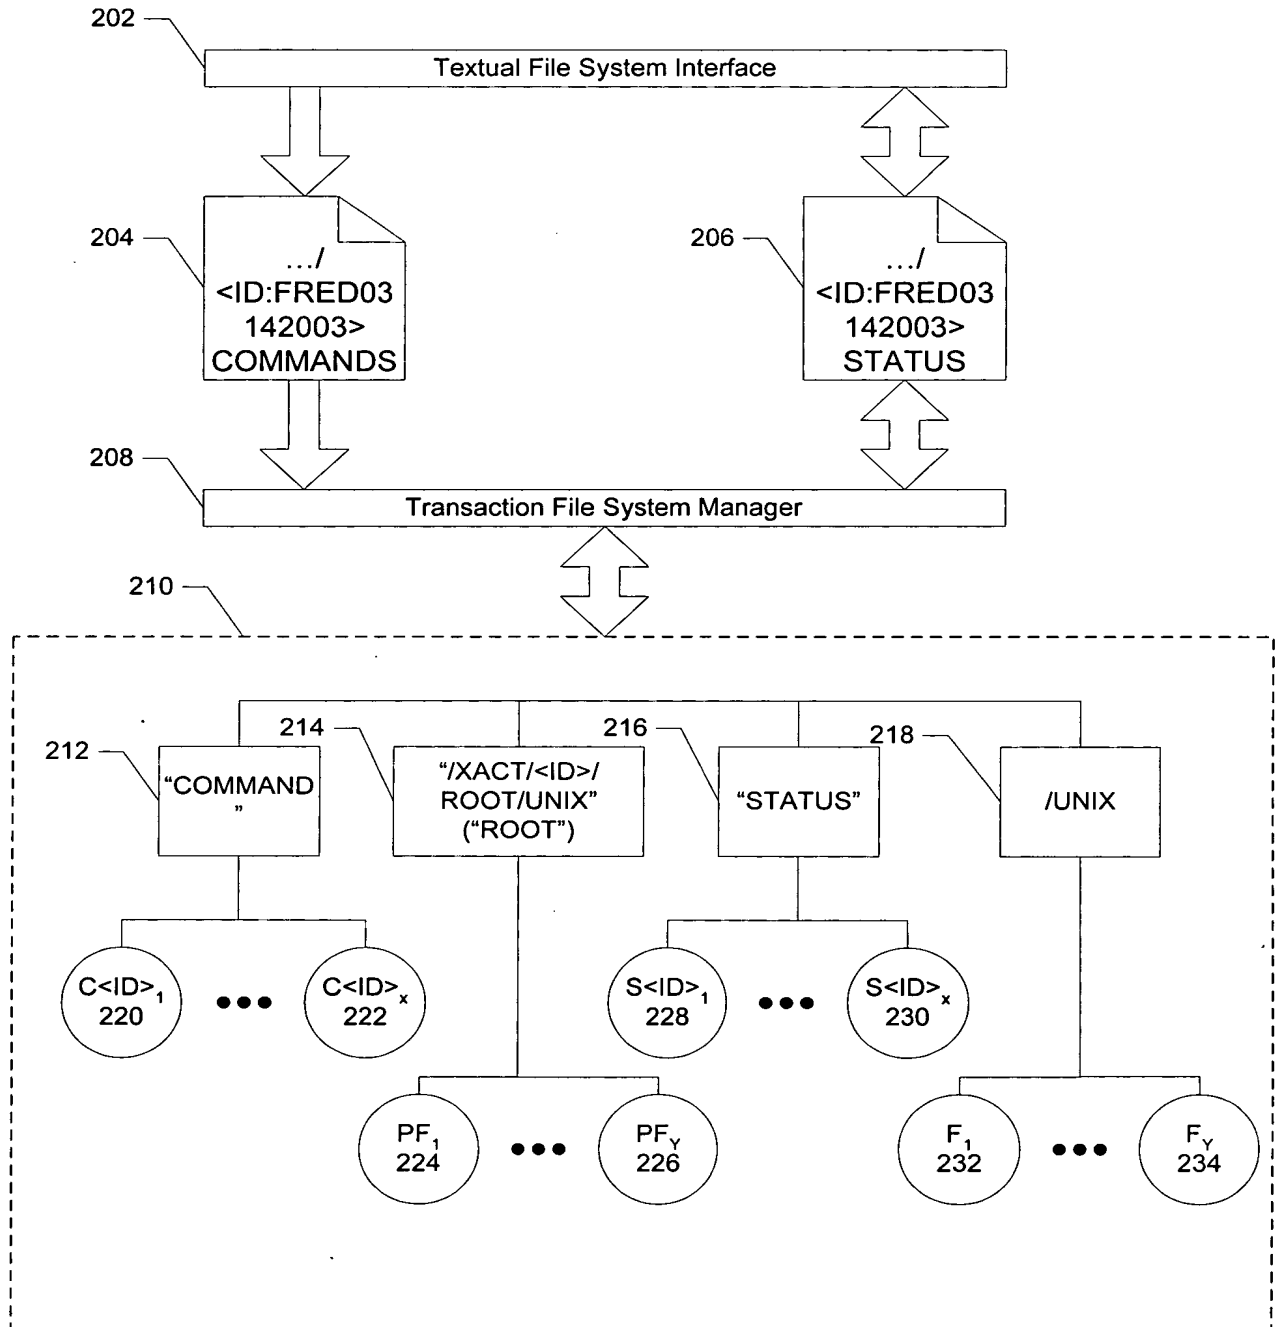 202
Textual File System Interface
204
…/
<ID:FRED03
142003>
COMMANDS
206
…/
<ID:FRED03
142003>
STATUS
208
Transaction File System Manager
210
212
“COMMAND
”
214
“/XACT/<ID>/
ROOT/UNIX”
(“ROOT”)
216
“STATUS”
218
/UNIX
C<ID>1
220
C<ID>x
222
S<ID>1
228
S<ID>x
230
PF1
224
PFY
226
F1
232
FY
234